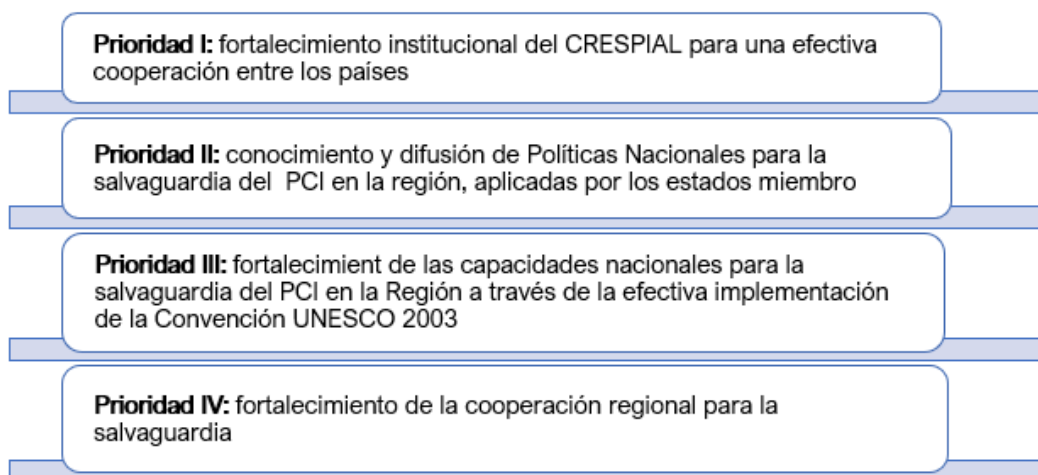 Prioridad I: fortalecimiento institucional del CRESPIAL para una efectiva
cooperación entre los países
Prioridad II: conocimiento y difusión de Políticas Nacionales para la
salvaguardia del PCI en la región, aplicadas por los estados miembro
Prioridad III: fortalecimient de las capacidades nacionales para la
salvaguardia del PCI en la Región a través de la efectiva implementación
de la Convención UNESCO 2003
Prioridad IV: fortalecimiento de la cooperación regional para la
salvaguardia